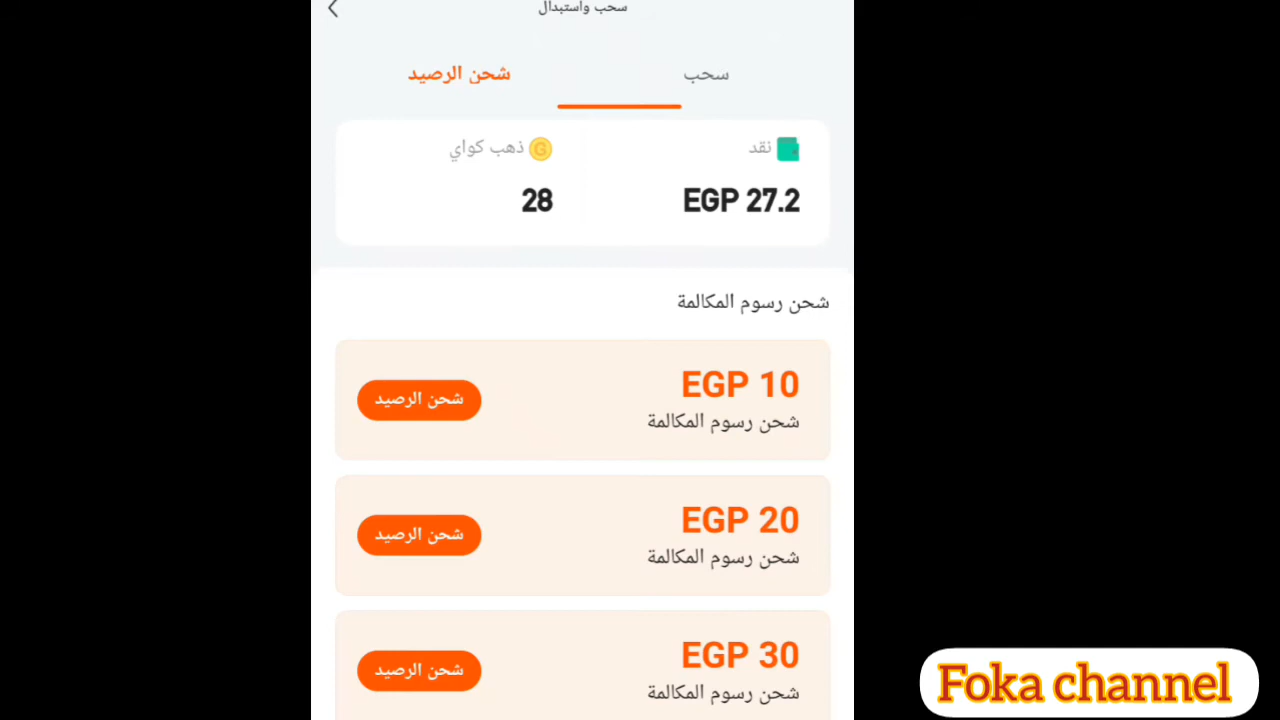 سحب واستبدال
سحب
شحن الرصيد
نقد
ذهب كواي
EGP 27.2
28
شحن رسوم المكالمة
EGP 10
شحن رسوم المكالمة
شحن الرصيد
EGP 20
شحن رسوم المكالمة
شحن الرصيد
EGP 30
شحن رسوم المكالمة
شحن الرصيد
Foka channel